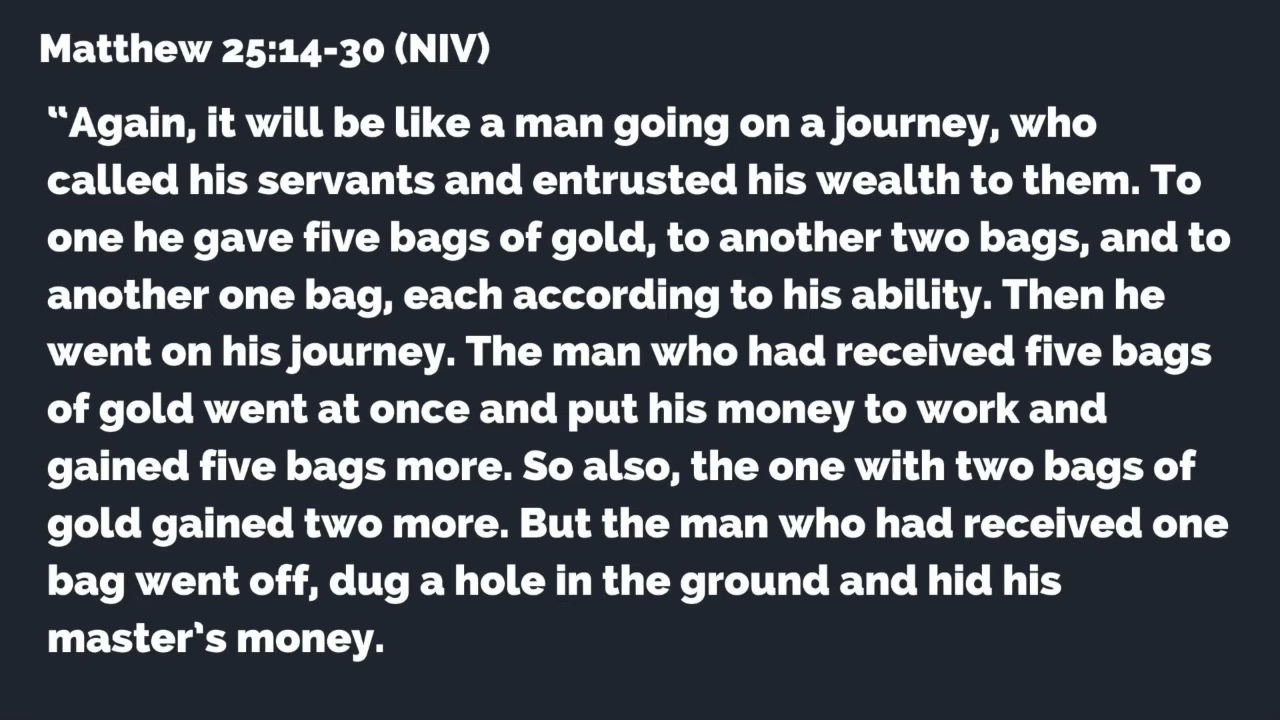 Matthew 25:14-30 (NIV)
“Again, it will be like a man going on a journey, who
called his servants and entrusted his wealth to them. To
one he gave five bags of gold, to another two bags, and to
another one bag, each according to his ability. Then he
went on his journey. The man who had received five bags
of gold went at once and put his money to work and
gained five bags more. So also, the one with two bags of
gold gained two more. But the man who had received one
bag went off, dug a hole in the ground and hid his
master’s money.